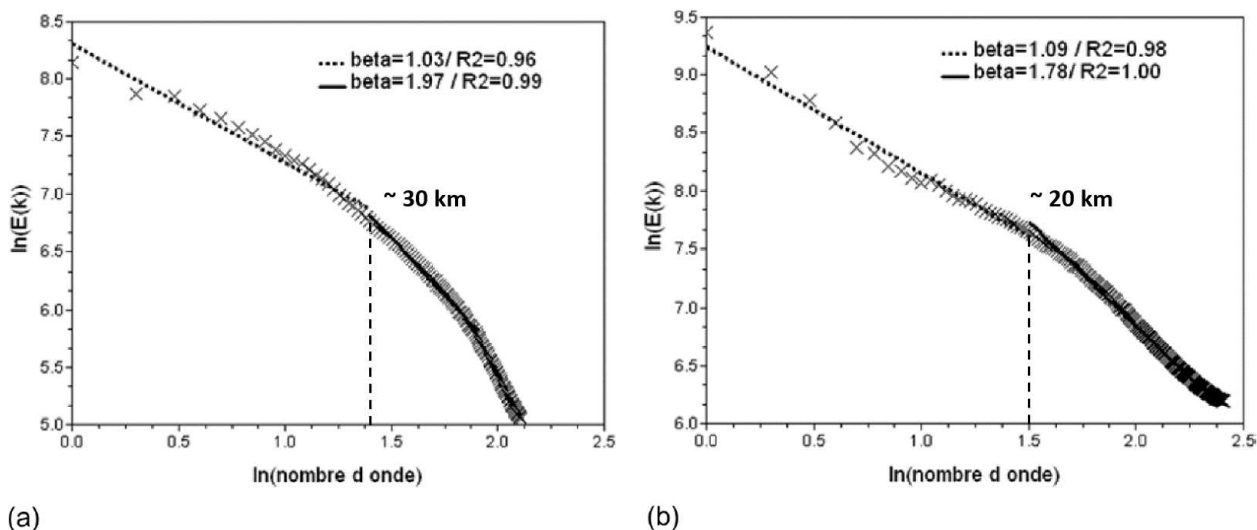 (a)
8.5
8.0
7.5
7.0
6.5
6.0
5.5
5.0
ln(E(k))
beta=1.03/ R2=0.96
beta=1.97 / R2=0.99
~ 30 km
0.0 0.5 1.0 1.5 2.0 2.5
ln(nombre d onde)
(a)
(b)
9.5
9.0
8.5
8.0
7.5
7.0
6.5
6.0
ln(E(k))
beta=1.09 / R2=0.98
beta=1.78/ R2=1.00
~ 20 km
0.0 0.5 1.0 1.5 2.0 2.5
ln(nombre d onde)
(b)